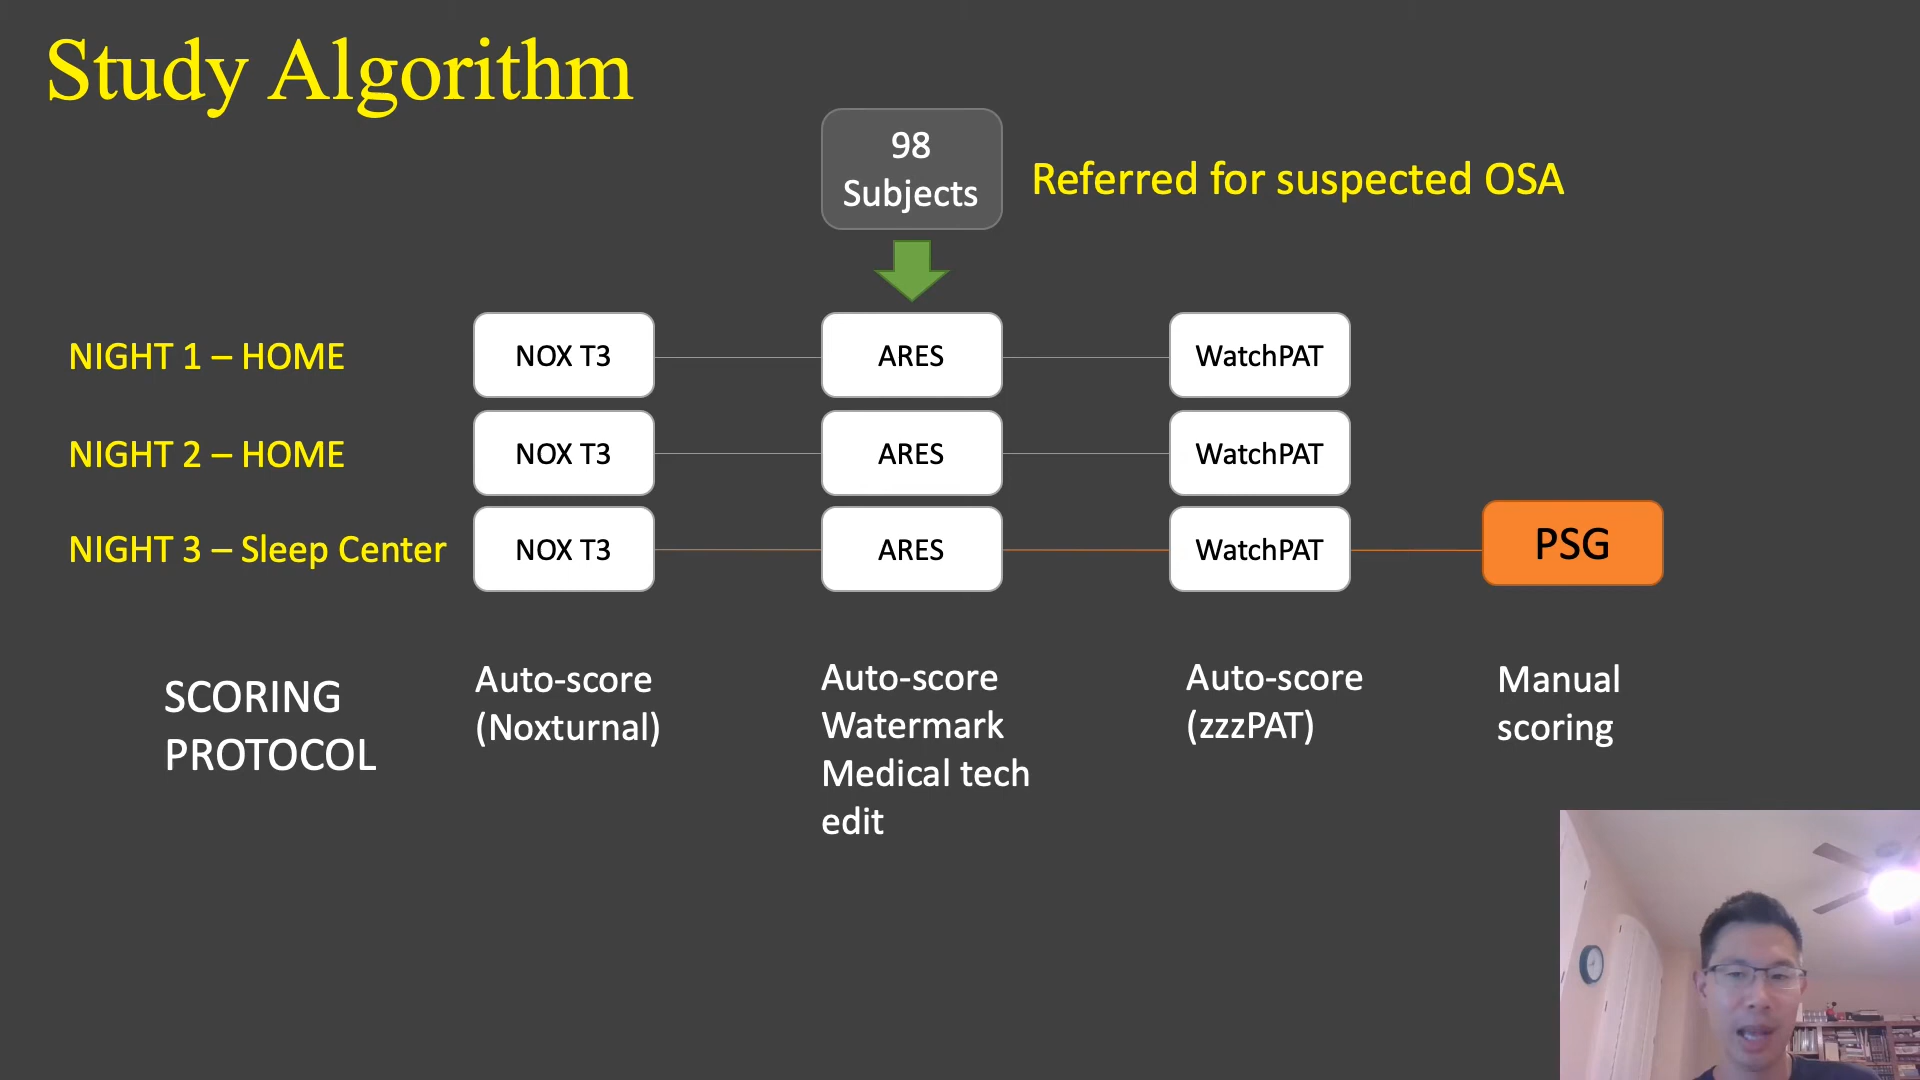 Study Algorithm
98
Subjects
Referred for suspected OSA
NIGHT 1 – HOME
NOX T3
ARES
WatchPAT
NIGHT 2 – HOME
NOX T3
ARES
WatchPAT
NIGHT 3 – Sleep Center
NOX T3
ARES
WatchPAT
PSG
SCORING
PROTOCOL
Auto-score
(Noxturnal)
Auto-score
Watermark
Medical tech
edit
Auto-score
(zzzPAT)
Manual
scoring